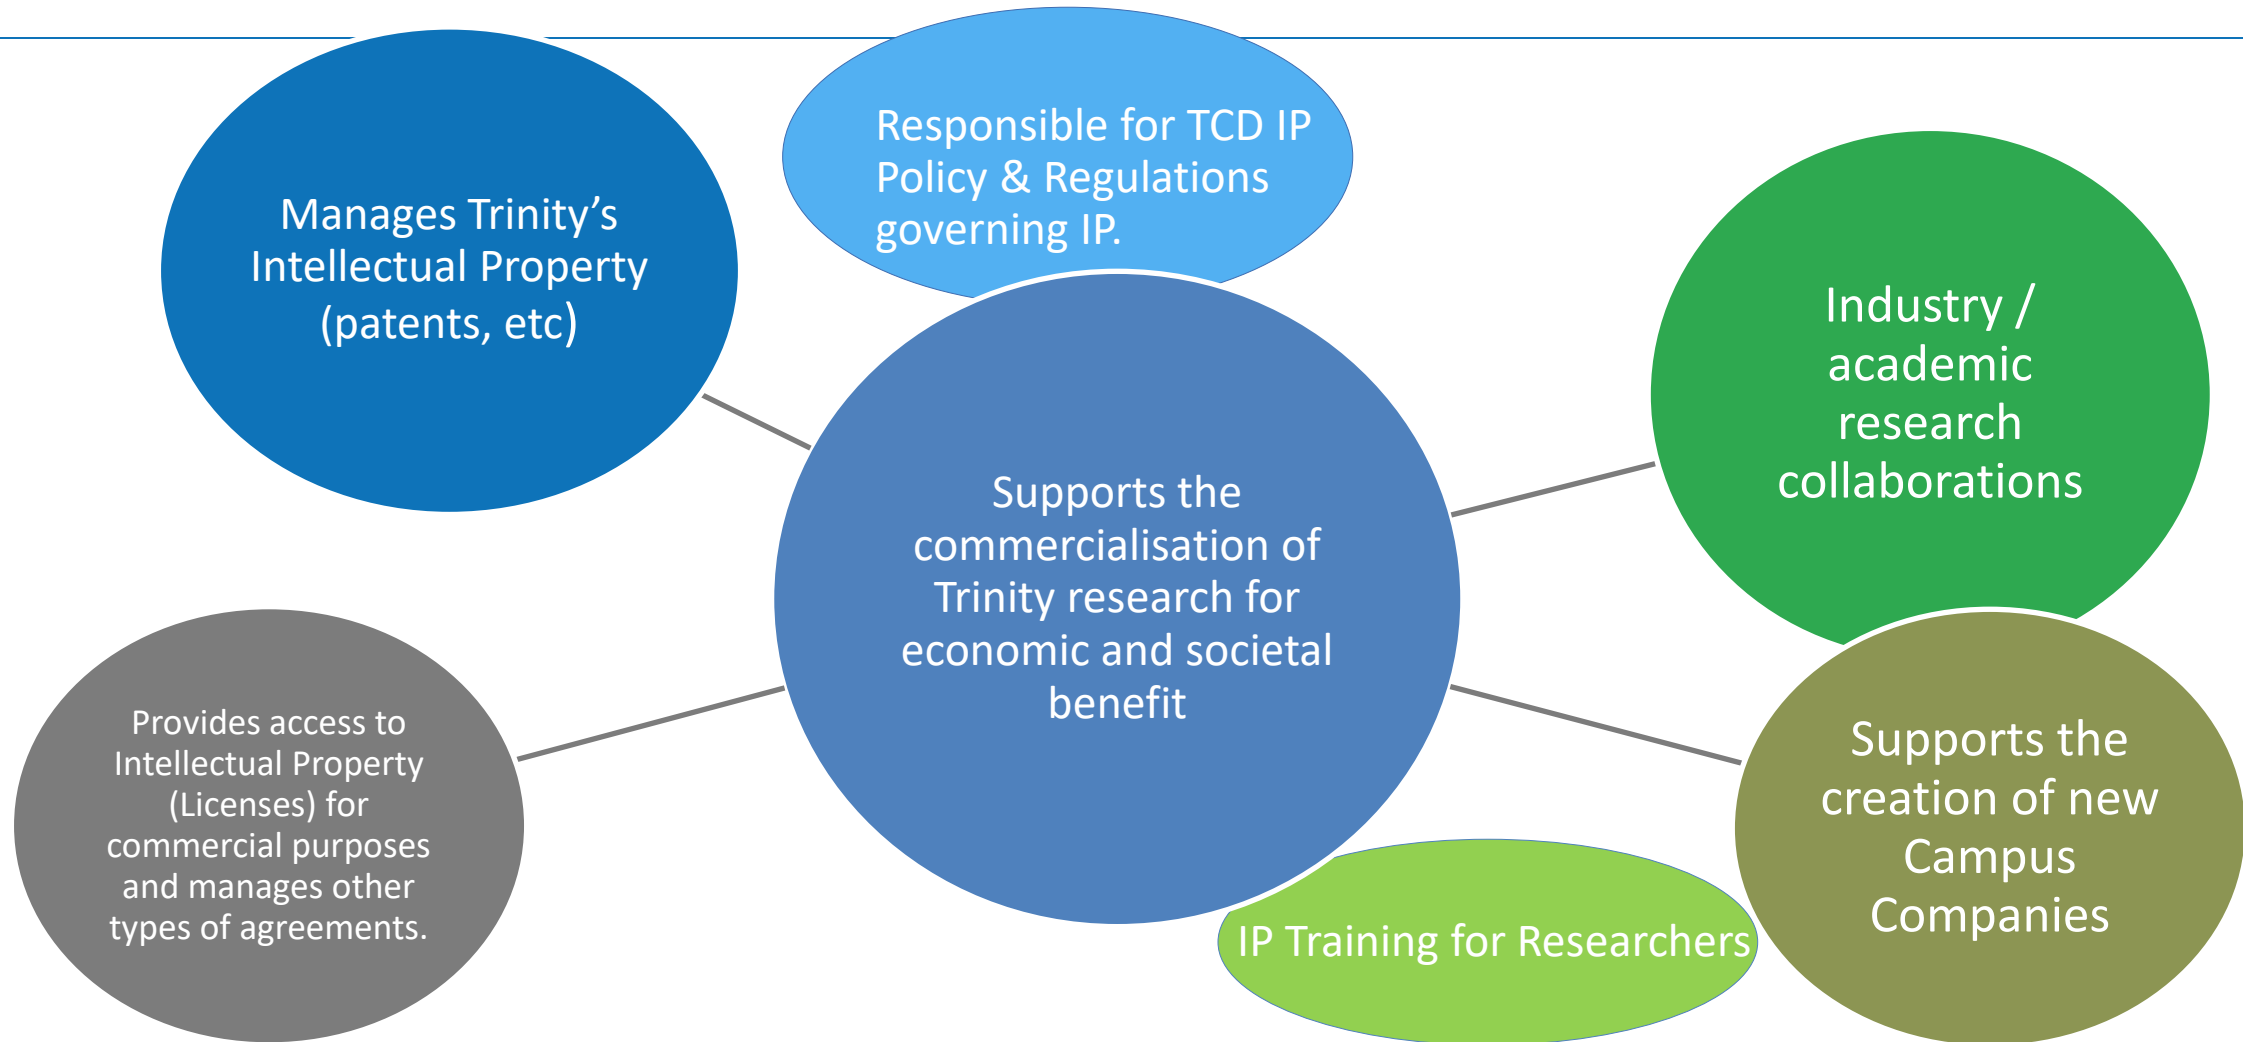 Manages Trinity’s
Intellectual Property
(patents, etc)
Responsible for TCD IP
Policy & Regulations
governing IP.
Industry /
academic
research
collaborations
Supports the
commercialisation of
Trinity research for
economic and societal
benefit
Provides access to
Intellectual Property
(Licenses) for
commercial purposes
and manages other
types of agreements.
Supports the
creation of new
Campus
Companies
IP Training for Researchers